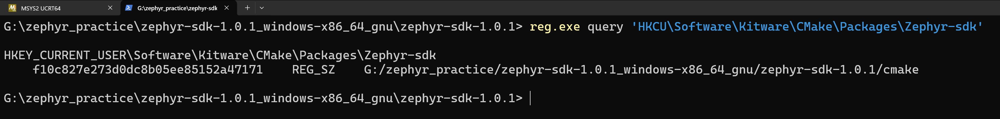 MSYS2 UCRT64
G:\zephyr_practice\zephyr-sdk
G:\zephyr_practice\zephyr-sdk-1.0.1_windows-x86_64_gnu\zephyr-sdk-1.0.1> reg.exe query 'HKCU\Software\Kitware\CMake\Packages\Zephyr-sdk'
HKEY_CURRENT_USER\Software\Kitware\CMake\Packages\Zephyr-sdk
f10c827e273d0dc8b05ee85152a47171    REG_SZ    G:/zephyr_practice/zephyr-sdk-1.0.1_windows-x86_64_gnu/zephyr-sdk-1.0.1/cmake
G:\zephyr_practice\zephyr-sdk-1.0.1_windows-x86_64_gnu\zephyr-sdk-1.0.1>